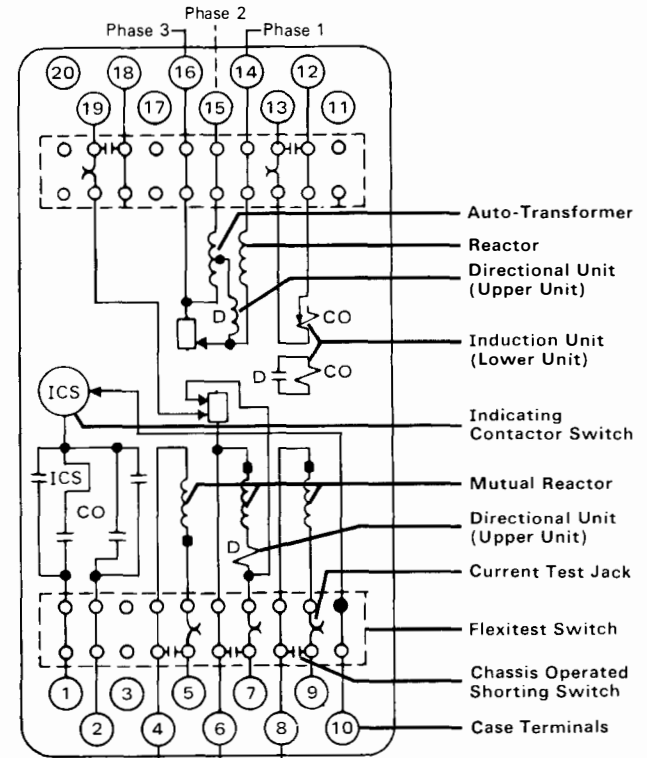 Phase 2
Phase 3
Phase 1
20
18
16
14
12
19
17
15
13
11
Auto-Transformer
Reactor
Directional Unit
(Upper Unit)
D
CO
Induction Unit
(Lower Unit)
D
CO
ICS
Indicating
Contactor Switch
ICS
CO
Mutual Reactor
Directional Unit
(Upper Unit)
D
Current Test Jack
Flexitest Switch
Chassis Operated
Shorting Switch
1
3
5
7
9
2
4
6
8
10
Case Terminals